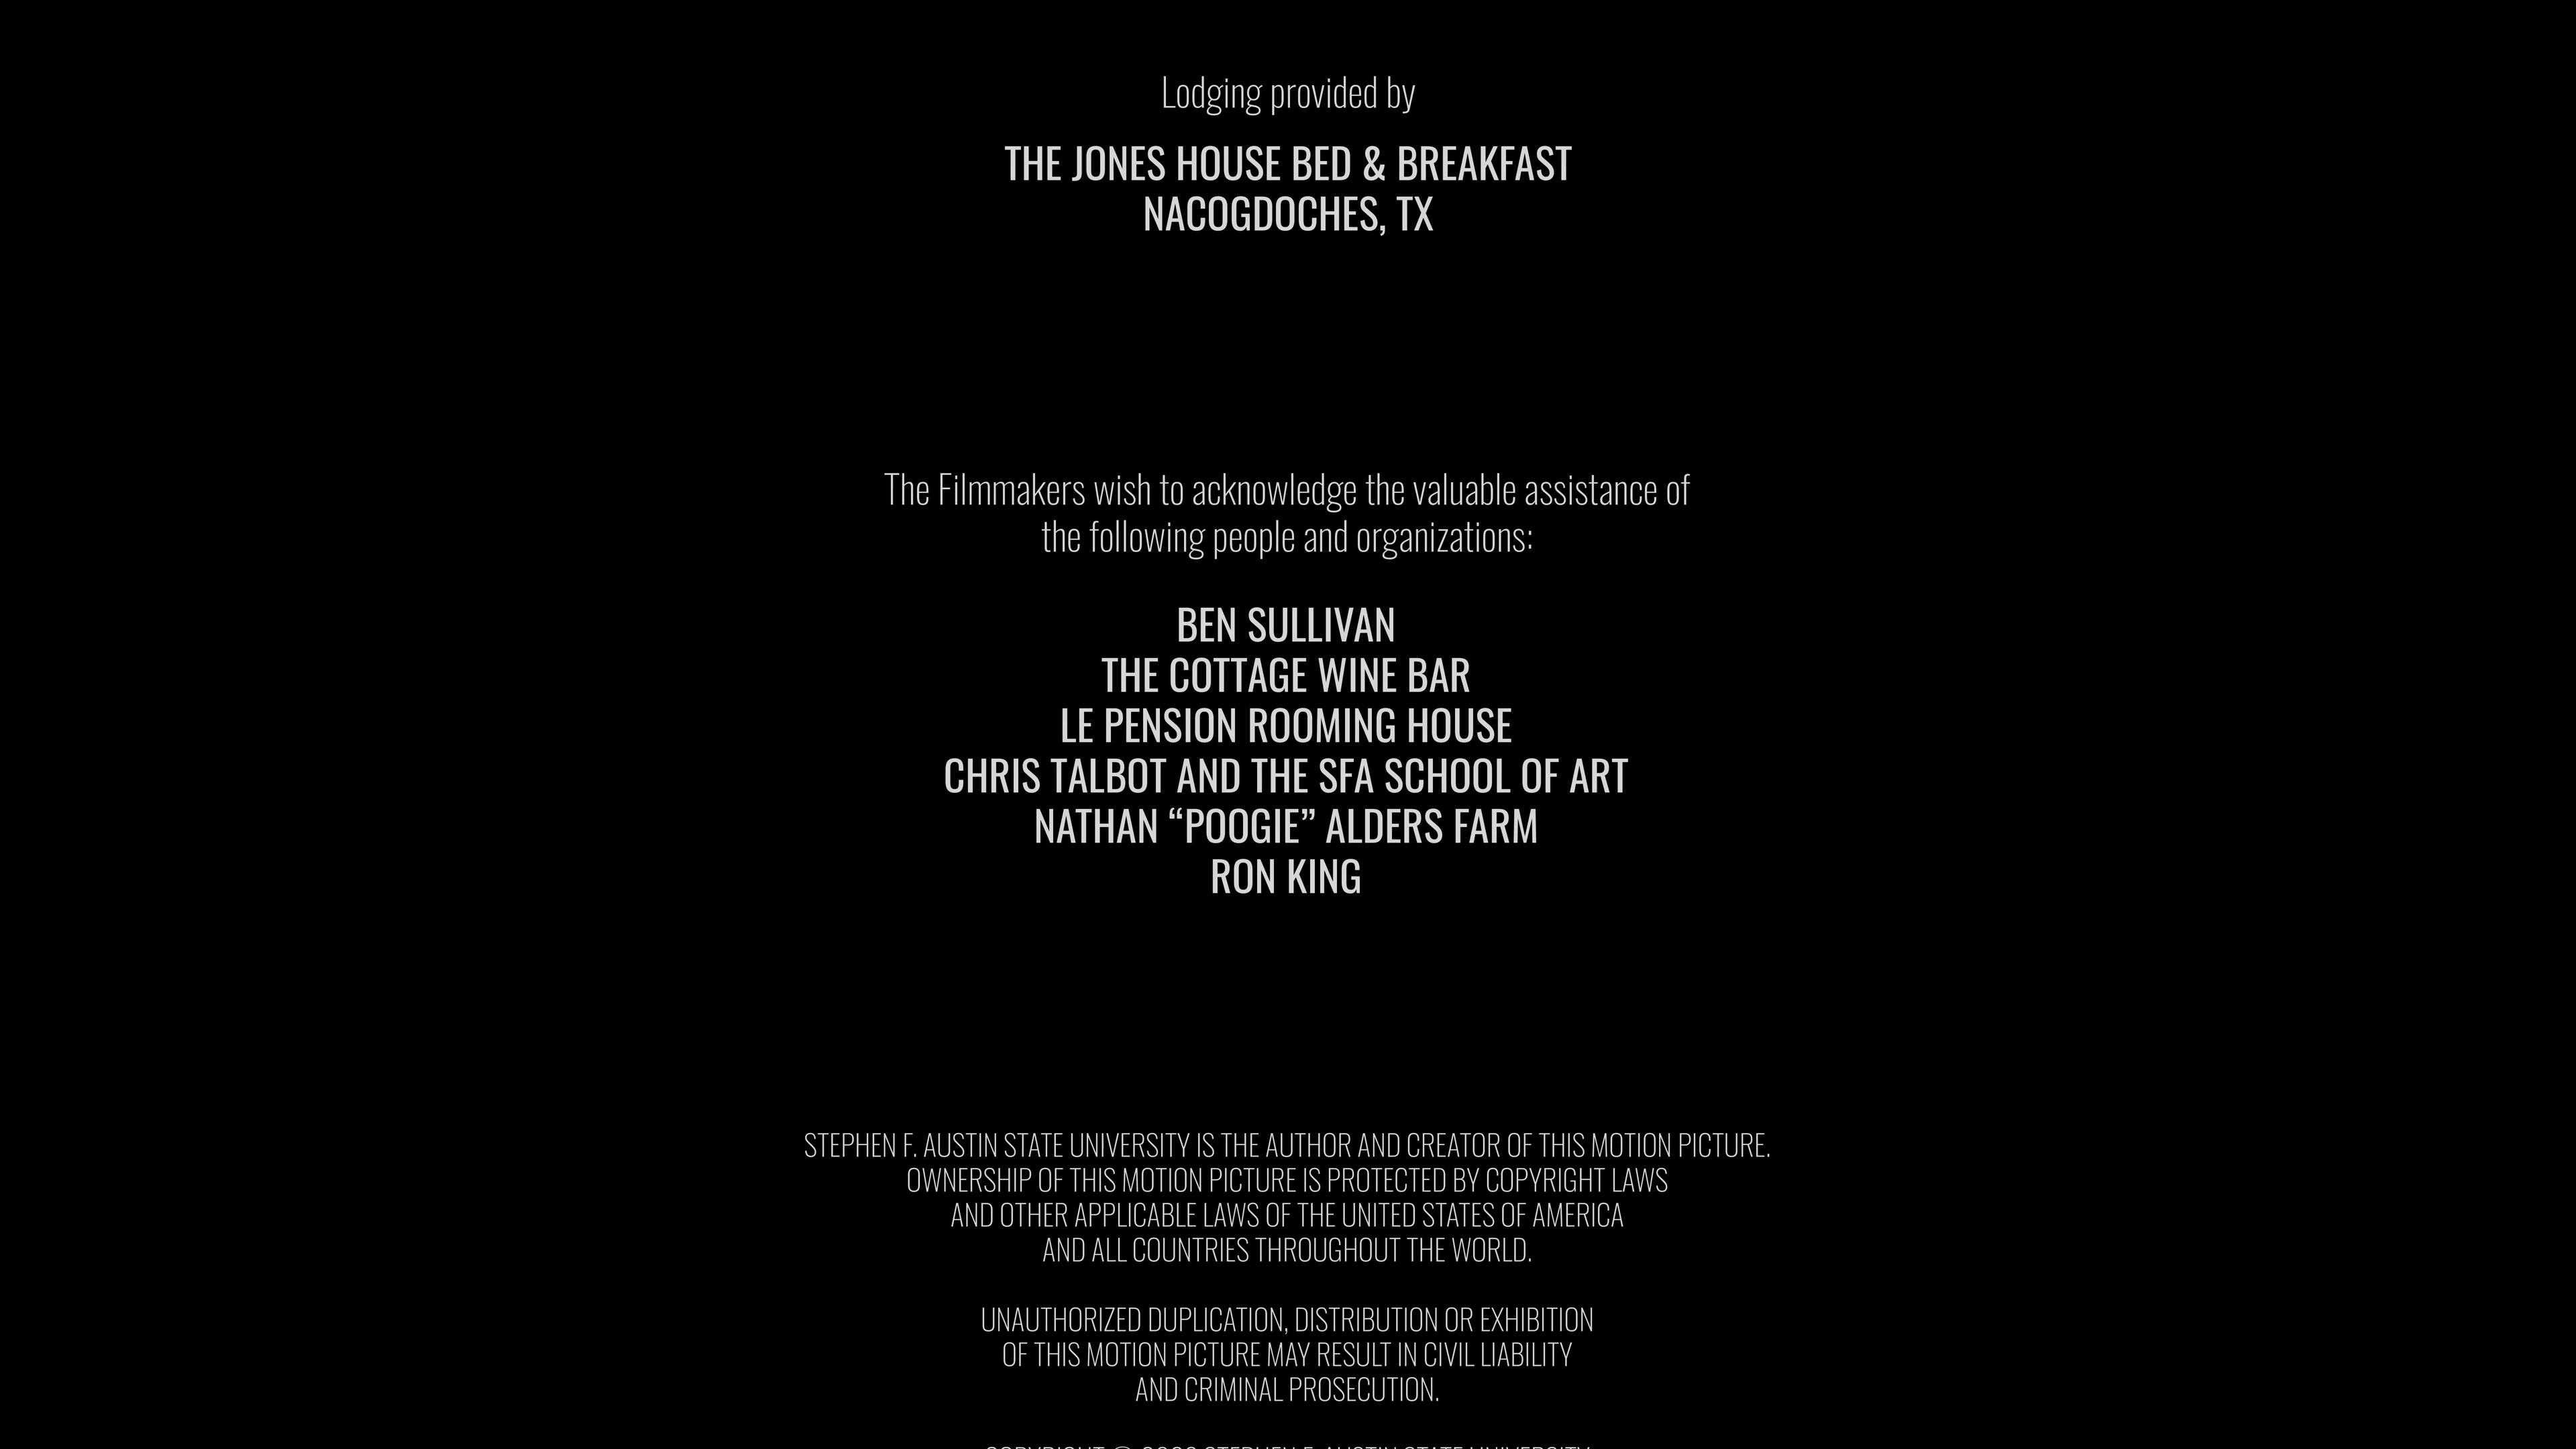 Lodging provided by
THE JONES HOUSE BED & BREAKFAST
NACOGDOCHES, TX
The Filmmakers wish to acknowledge the valuable assistance of
the following people and organizations:
BEN SULLIVAN
THE COTTAGE WINE BAR
LE PENSION ROOMING HOUSE
CHRIS TALBOT AND THE SFA SCHOOL OF ART
NATHAN “POOGIE” ALDERS FARM
RON KING
STEPHEN F. AUSTIN STATE UNIVERSITY IS THE AUTHOR AND CREATOR OF THIS MOTION PICTURE.
OWNERSHIP OF THIS MOTION PICTURE IS PROTECTED BY COPYRIGHT LAWS
AND OTHER APPLICABLE LAWS OF THE UNITED STATES OF AMERICA
AND ALL COUNTRIES THROUGHOUT THE WORLD.
UNAUTHORIZED DUPLICATION, DISTRIBUTION OR EXHIBITION
OF THIS MOTION PICTURE MAY RESULT IN CIVIL LIABILITY
AND CRIMINAL PROSECUTION.